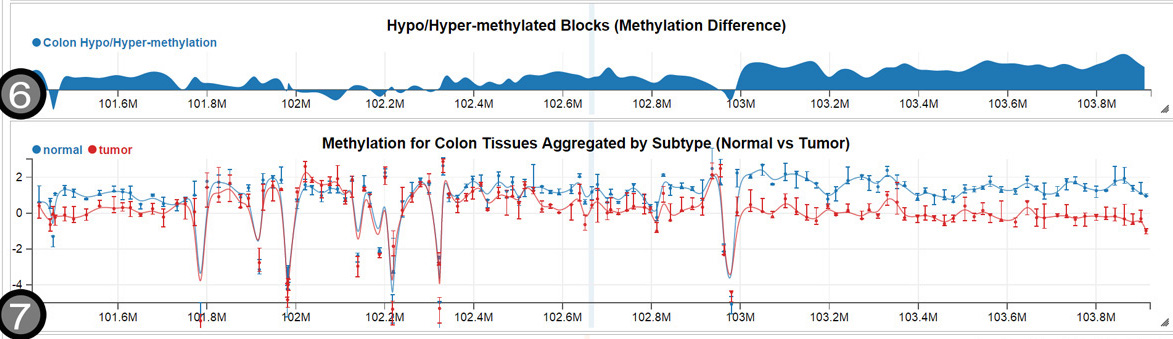 Hypo/Hyper-methylated Blocks (Methylation Difference)
Colon Hypo/Hyper-methylation
6
101.6M 101.8M 102M 102.2M 102.4M 102.6M 102.8M 103M 103.2M 103.4M 103.6M 103.8M
Methylation for Colon Tissues Aggregated by Subtype (Normal vs Tumor)
normal tumor
2
0
-2
-4
7
101.6M 101.8M 102M 102.2M 102.4M 102.6M 102.8M 103M 103.2M 103.4M 103.6M 103.8M